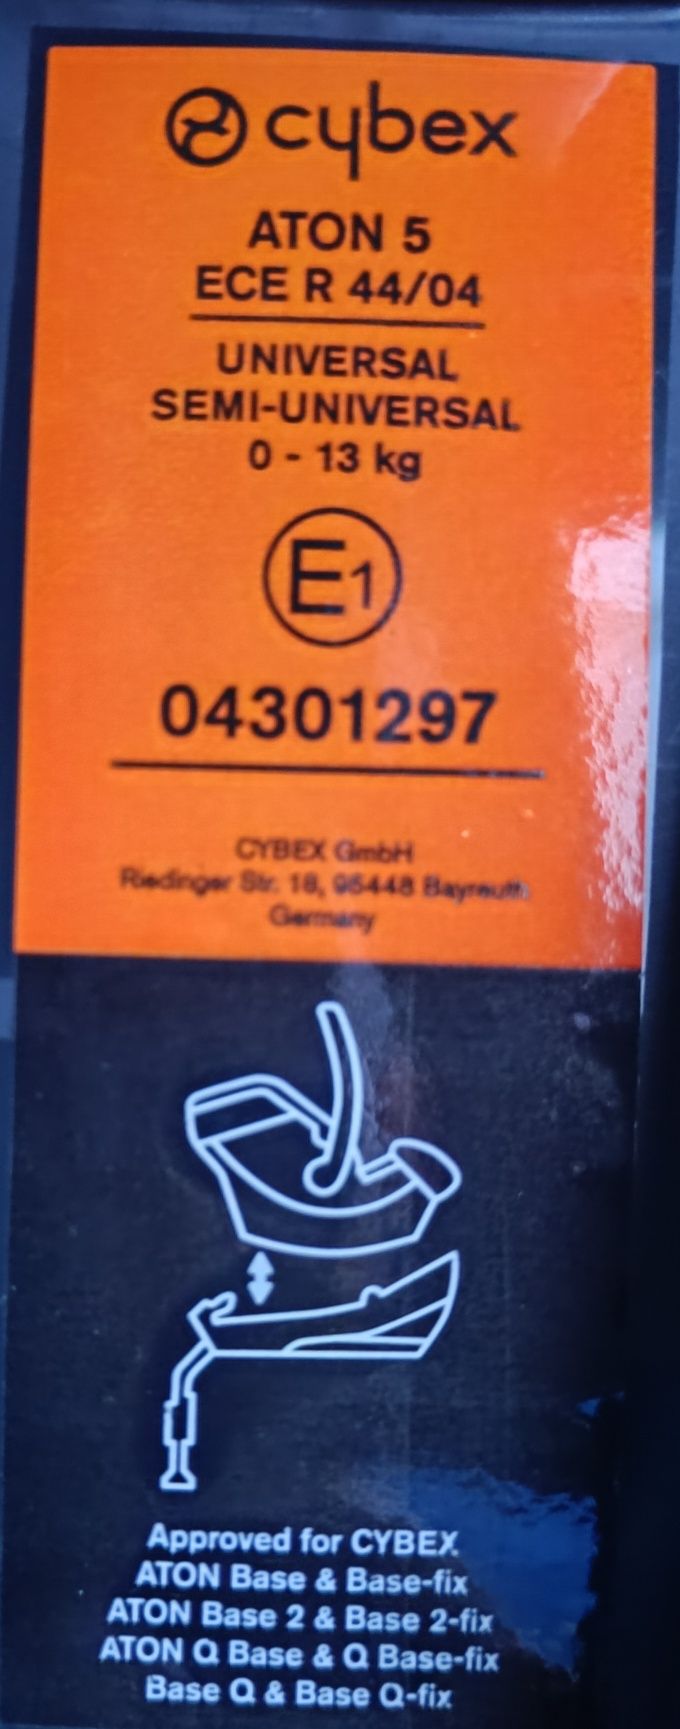 cybex
ATON 5
ECE R 44/04
UNIVERSAL
SEMI-UNIVERSAL
0 - 13 kg
E1
04301297
CYBEX GmbH
Riedinger Str. 18, 95448 Bayreuth
Germany
Approved for CYBEX
ATON Base & Base-fix
ATON Base 2 & Base 2-fix
ATON Q Base & Q Base-fix
Base Q & Base Q-fix